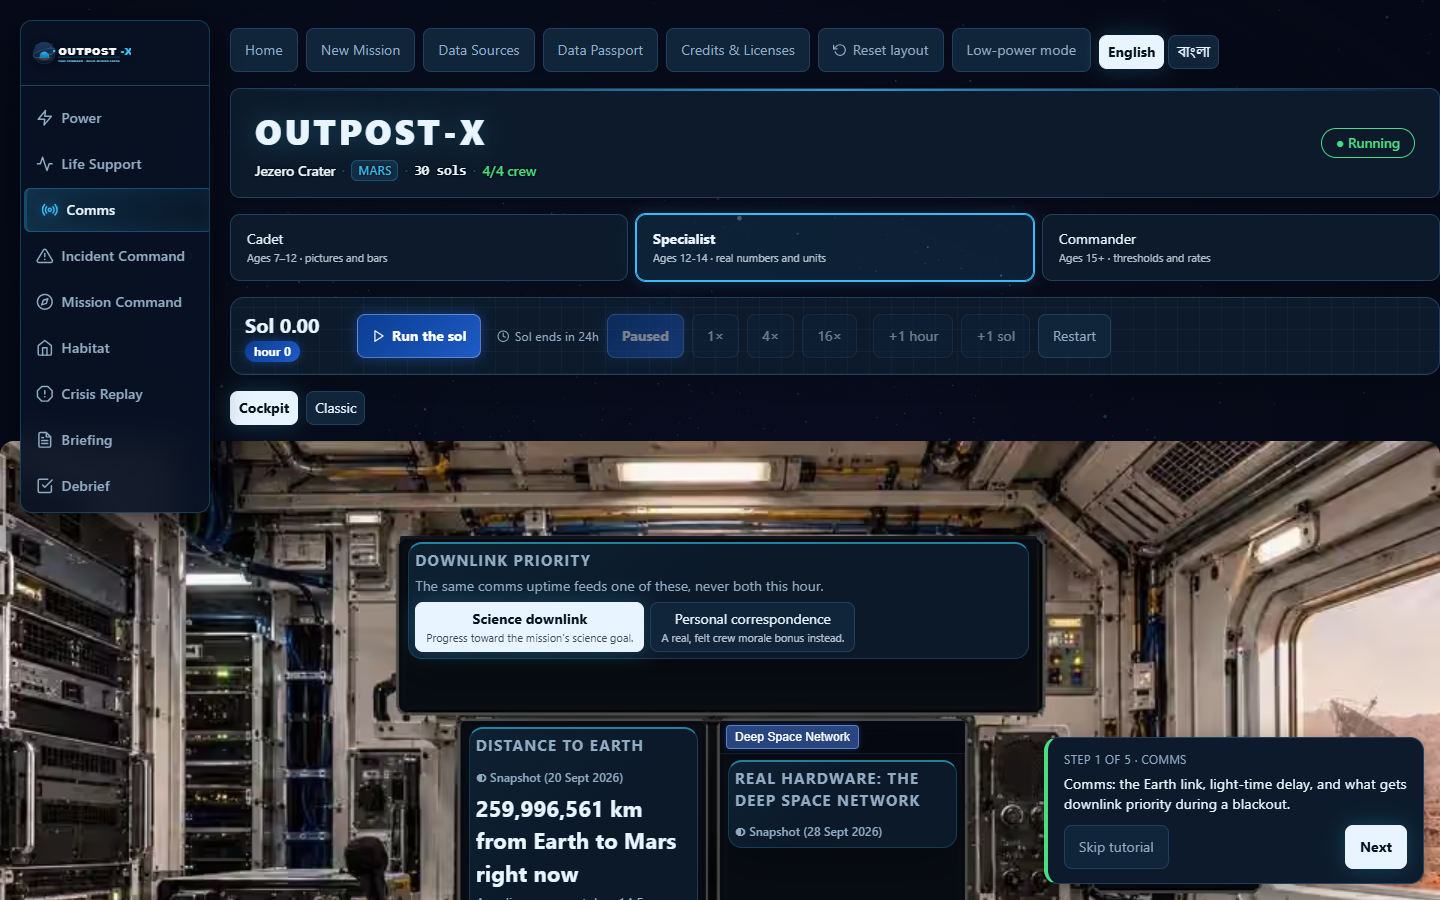 OUTPOST-X
Home
New Mission
Data Sources
Data Passport
Credits & Licenses
Reset layout
Low-power mode
English
বাংলা
Power
Life Support
Comms
Incident Command
Mission Command
Habitat
Crisis Replay
Briefing
Debrief
OUTPOST-X
Jezero Crater · MARS · 30 sols · 4/4 crew
Running
Cadet
Ages 7–12 · pictures and bars
Specialist
Ages 12-14 · real numbers and units
Commander
Ages 15+ · thresholds and rates
Sol 0.00
hour 0
Run the sol
Sol ends in 24h
Paused
1×
4×
16×
+1 hour
+1 sol
Restart
Cockpit
Classic
DOWNLINK PRIORITY
The same comms uptime feeds one of these, never both this hour.
Science downlink
Progress toward the mission's science goal.
Personal correspondence
A real, felt crew morale bonus instead.
DISTANCE TO EARTH
Snapshot (20 Sept 2026)
259,996,561 km
from Earth to Mars
right now
Deep Space Network
REAL HARDWARE: THE
DEEP SPACE NETWORK
Snapshot (28 Sept 2026)
STEP 1 OF 5 · COMMS
Comms: the Earth link, light-time delay, and what gets
downlink priority during a blackout.
Skip tutorial
Next